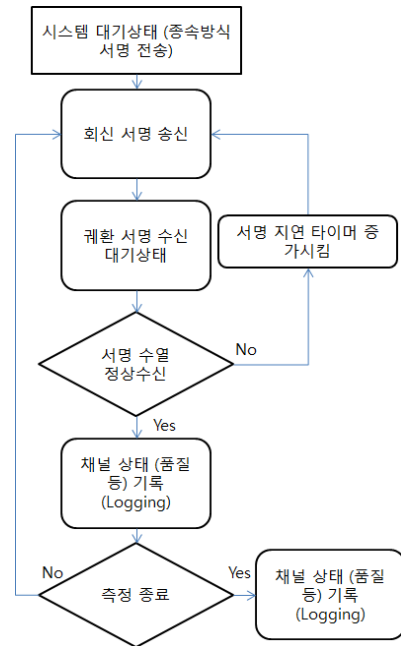 시스템 대기상태 (종속방식
서명 전송)
회신 서명 송신
궤환 서명 수신
대기상태
서명 지연 타이머 증
가시킴
서명 수열
정상수신
No
Yes
채널 상태 (품질
등) 기록
(Logging)
No
측정 종료
Yes
채널 상태 (품질
등) 기록
(Logging)